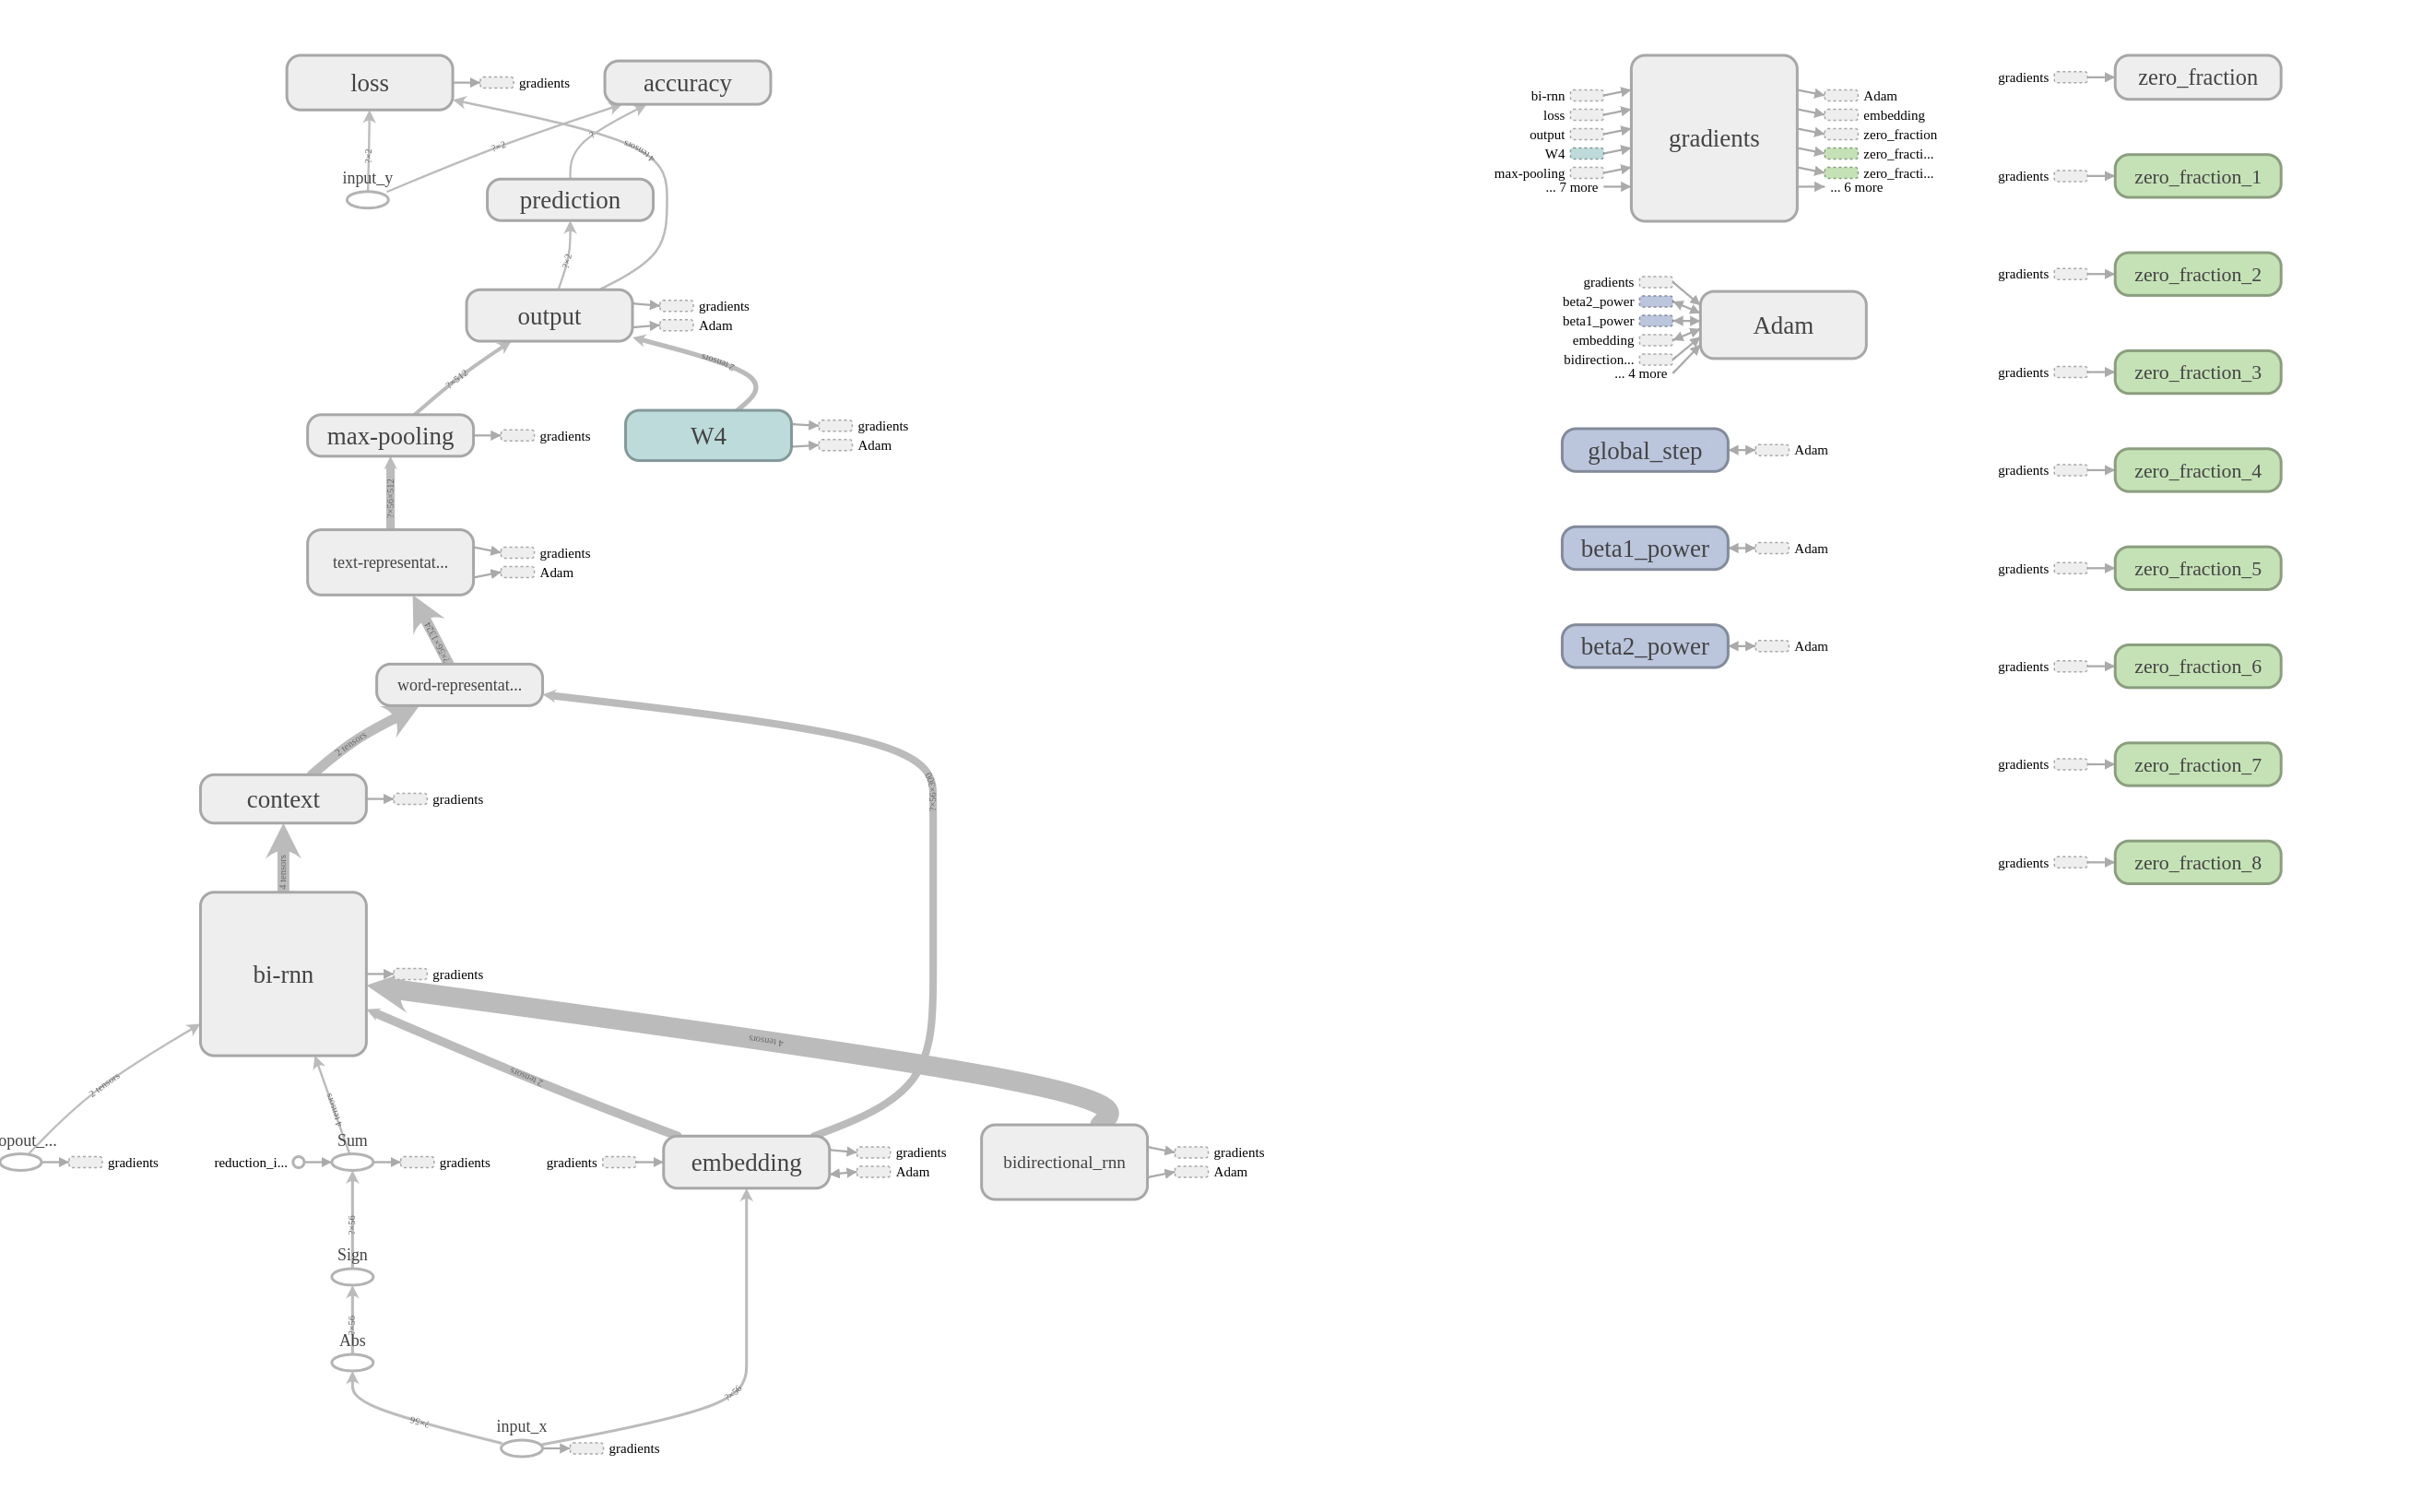 loss
gradients
accuracy
?×2
?×2
?
4 tensors
input_y
prediction
?×2
output
gradients
Adam
?×512
2 tensors
max-pooling
gradients
W4
gradients
Adam
?×56×512
text-representat...
gradients
Adam
?×56×1324
word-representat...
2 tensors
?×56×300
context
gradients
4 tensors
bi-rnn
gradients
4 tensors
2 tensors
2 tensors
4 tensors
opout_...
gradients
Sum
reduction_i...
gradients
gradients
embedding
gradients
Adam
bidirectional_rnn
gradients
Adam
?×56
Sign
?×56
Abs
?×56
?×56
input_x
gradients
bi-rnn
loss
output
W4
max-pooling
... 7 more
gradients
Adam
embedding
zero_fraction
zero_fracti...
zero_fracti...
... 6 more
gradients
beta2_power
beta1_power
embedding
bidirection...
... 4 more
Adam
global_step
Adam
beta1_power
Adam
beta2_power
Adam
gradients
zero_fraction
gradients
zero_fraction_1
gradients
zero_fraction_2
gradients
zero_fraction_3
gradients
zero_fraction_4
gradients
zero_fraction_5
gradients
zero_fraction_6
gradients
zero_fraction_7
gradients
zero_fraction_8